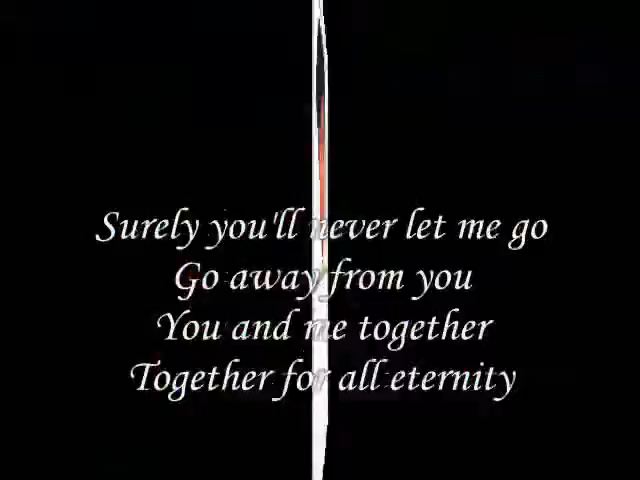 Surely you'll never let me go
Go away from you
You and me together
Together for all eternity